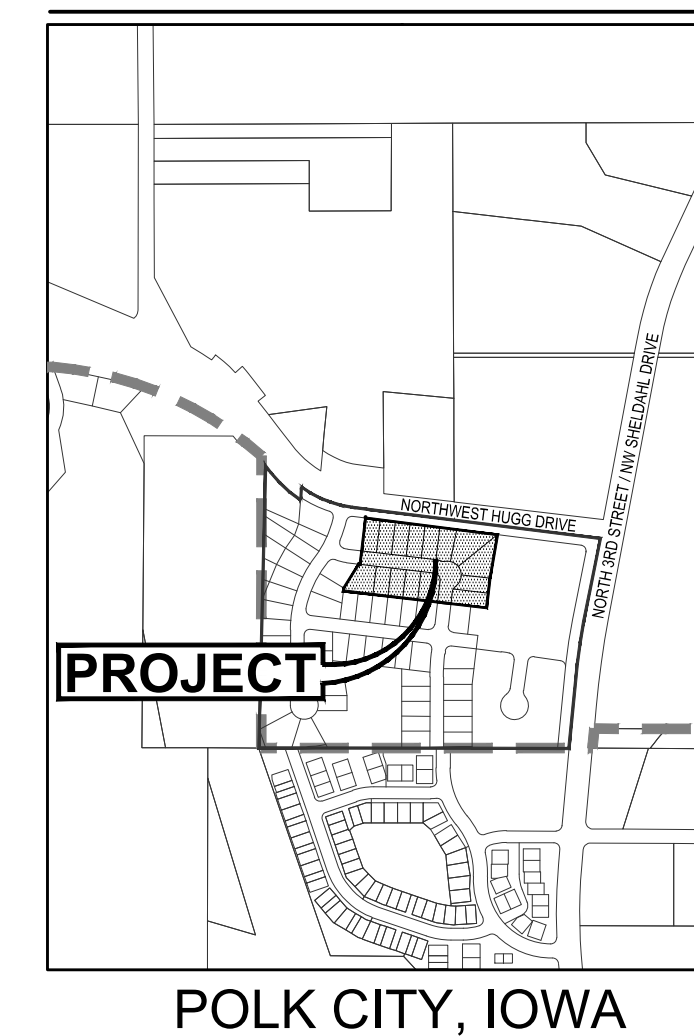 NORTHWEST HUGG DRIVE
NORTH 3RD STREET / NW SHELDAHL DRIVE
PROJECT
POLK CITY, IOWA